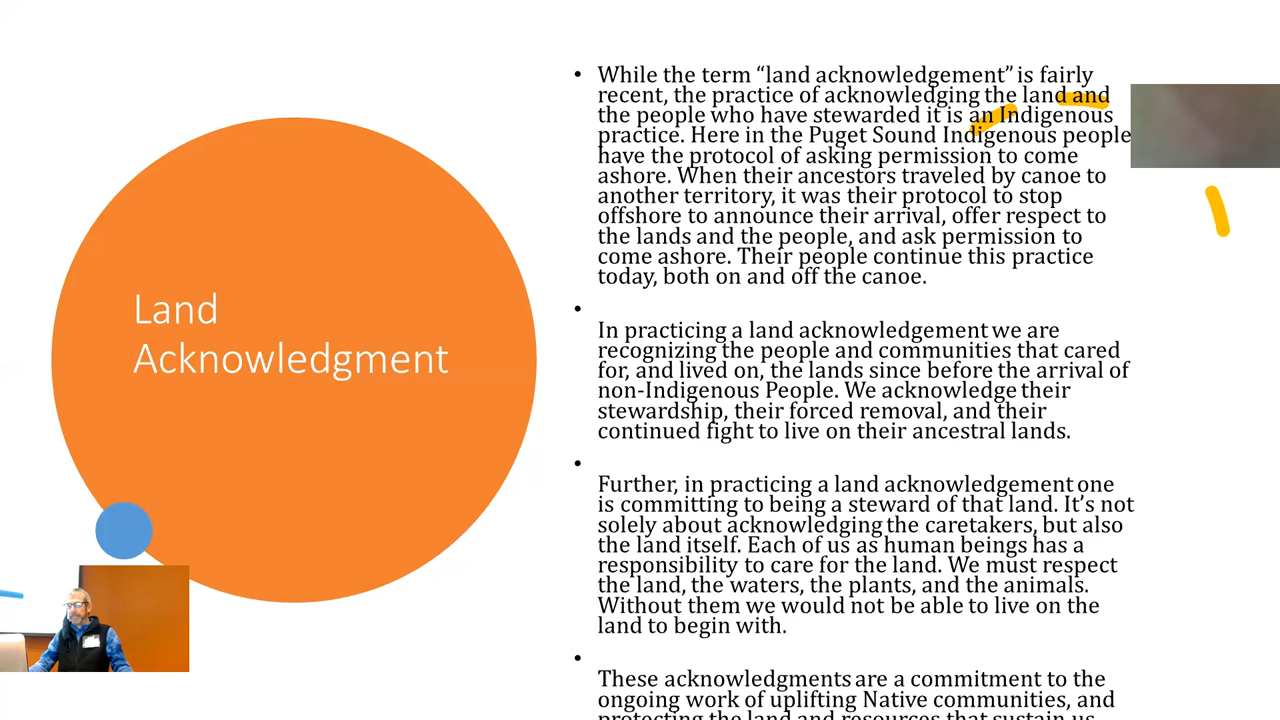 Land
Acknowledgment
• While the term “land acknowledgement” is fairly
recent, the practice of acknowledging the land and
the people who have stewarded it is an Indigenous
practice. Here in the Puget Sound Indigenous people
have the protocol of asking permission to come
ashore. When their ancestors traveled by canoe to
another territory, it was their protocol to stop
offshore to announce their arrival, offer respect to
the lands and the people, and ask permission to
come ashore. Their people continue this practice
today, both on and off the canoe.
•
In practicing a land acknowledgement we are
recognizing the people and communities that cared
for, and lived on, the lands since before the arrival of
non-Indigenous People. We acknowledge their
stewardship, their forced removal, and their
continued fight to live on their ancestral lands.
•
Further, in practicing a land acknowledgement one
is committing to being a steward of that land. It’s not
solely about acknowledging the caretakers, but also
the land itself. Each of us as human beings has a
responsibility to care for the land. We must respect
the land, the waters, the plants, and the animals.
Without them we would not be able to live on the
land to begin with.
•
These acknowledgments are a commitment to the
ongoing work of uplifting Native communities, and
protecting the land and resources that sustain us